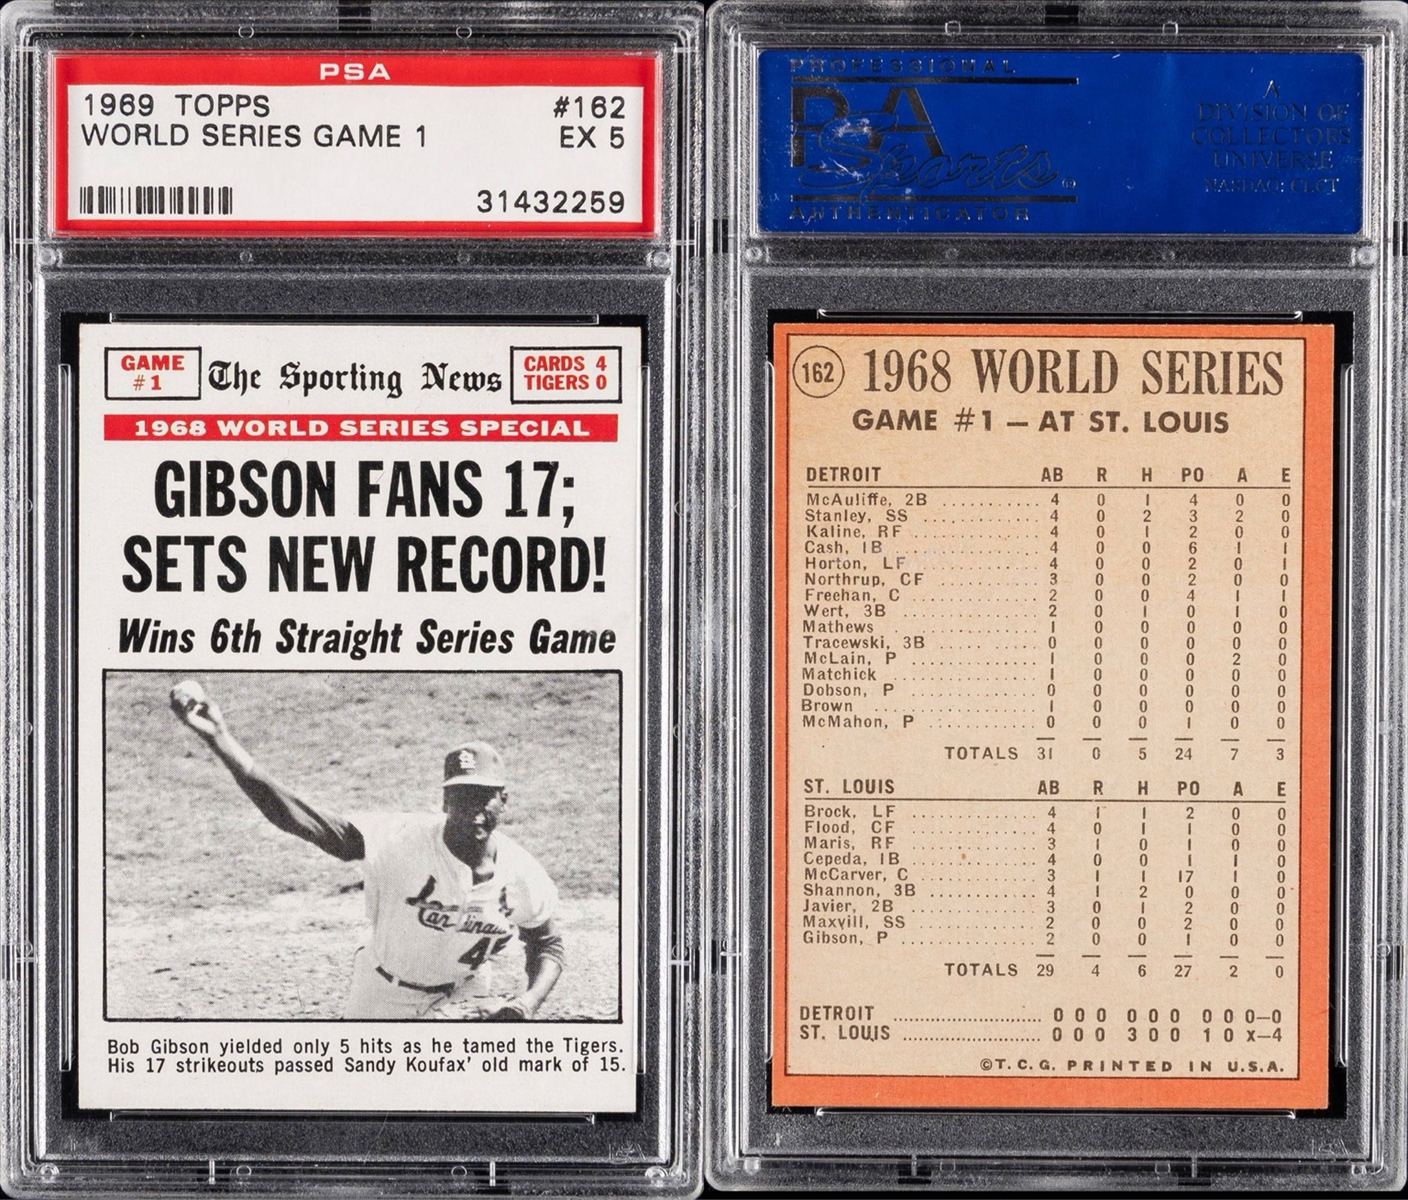 PSA
1969 TOPPS #162
WORLD SERIES GAME 1 EX 5
31432259
GAME #1
The Sporting News
CARDS 4
TIGERS 0
1968 WORLD SERIES SPECIAL
GIBSON FANS 17;
SETS NEW RECORD!
Wins 6th Straight Series Game
Cardinals
45
Bob Gibson yielded only 5 hits as he tamed the Tigers.
His 17 strikeouts passed Sandy Koufax' old mark of 15.
PROFESSIONAL
PSA
Sports®
AUTHENTICATOR
A
DIVISION OF
COLLECTORS
UNIVERSE
NASDAQ: CLCT
162 1968 WORLD SERIES
GAME #1 – AT ST. LOUIS
DETROIT AB R H PO A E
McAuliffe, 2B 4 0 1 4 0 0
Stanley, SS 4 0 2 3 2 0
Kaline, RF 4 0 1 2 0 0
Cash, 1B 4 0 0 6 1 1
Horton, LF 4 0 0 2 0 1
Northrup, CF 3 0 0 2 0 0
Freehan, C 2 0 0 4 1 1
Wert, 3B 2 0 1 0 1 0
Mathews 1 0 0 0 0 0
Tracewski, 3B 0 0 0 0 0 0
McLain, P 1 0 0 0 2 0
Matchick 1 0 0 0 0 0
Dobson, P 0 0 0 0 0 0
Brown 1 0 0 0 0 0
McMahon, P 0 0 0 1 0 0
TOTALS 31 0 5 24 7 3
ST. LOUIS AB R H PO A E
Brock, LF 4 1 1 2 0 0
Flood, CF 4 0 1 1 0 0
Maris, RF 3 1 0 1 0 0
Cepeda, 1B 4 0 0 1 1 0
McCarver, C 3 1 1 17 1 0
Shannon, 3B 4 1 2 0 0 0
Javier, 2B 3 0 1 2 0 0
Maxvill, SS 2 0 0 2 0 0
Gibson, P 2 0 0 1 0 0
TOTALS 29 4 6 27 2 0
DETROIT 0 0 0 0 0 0 0 0 0–0
ST. LOUIS 0 0 0 3 0 0 1 0 x–4
©T.C.G. PRINTED IN U.S.A.